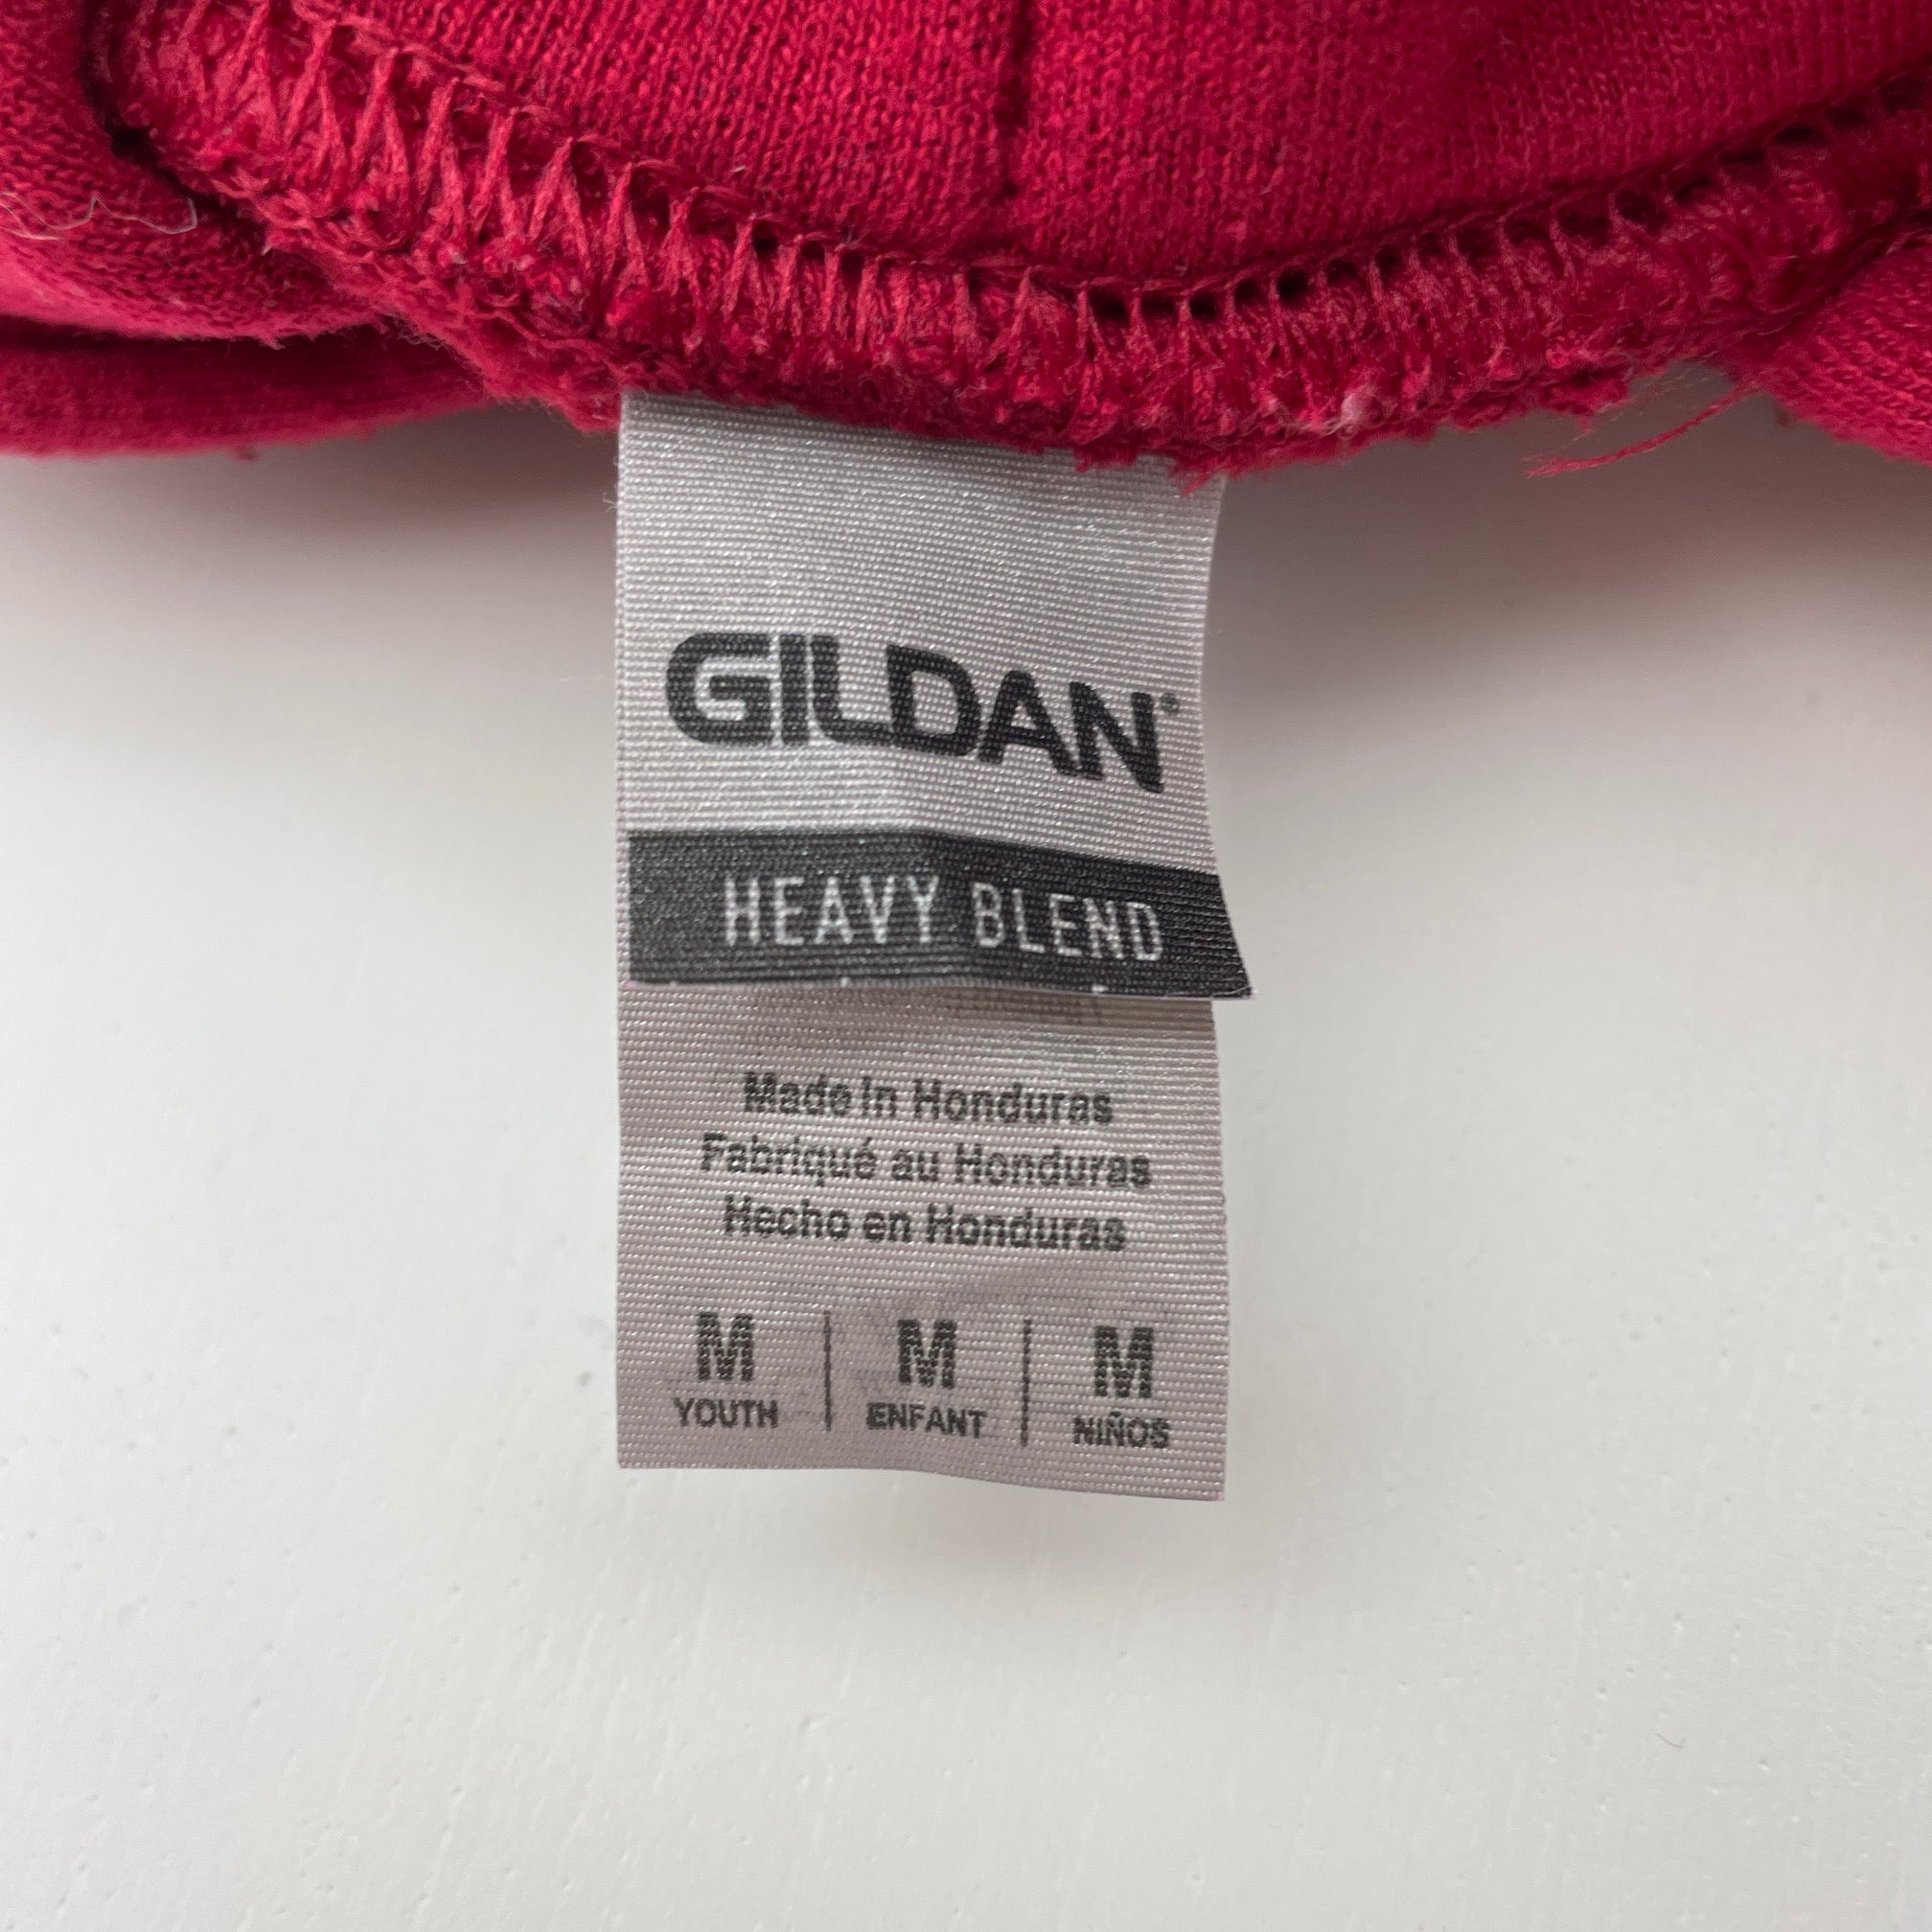 GILDAN
HEAVY BLEND
Made in Honduras
Fabriqué au Honduras
Hecho en Honduras
M | M | M
YOUTH | ENFANT | NIÑOS